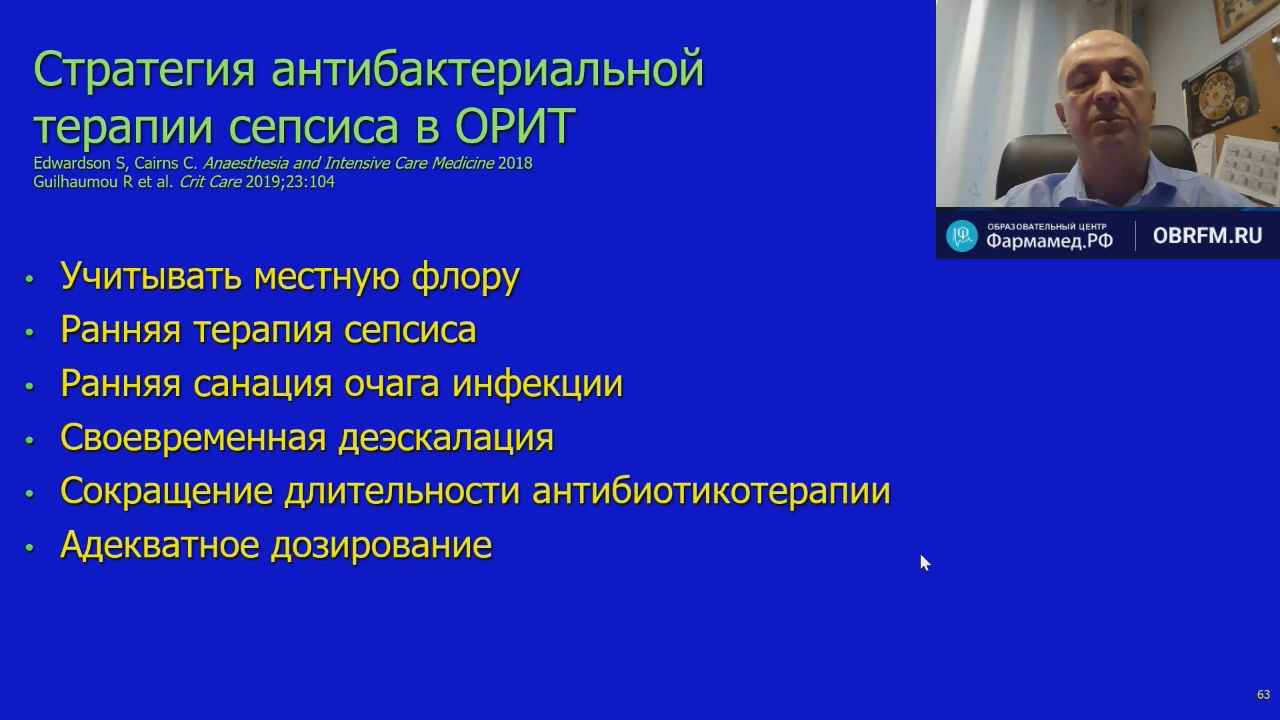 Стратегия антибактериальной
терапии сепсиса в ОРИТ
Edwardson S, Cairns C. Anaesthesia and Intensive Care Medicine 2018
Guilhaumou R et al. Crit Care 2019;23:104
ОБРАЗОВАТЕЛЬНЫЙ ЦЕНТР
Фармамед.РФ
OBRFM.RU
• Учитывать местную флору
• Ранняя терапия сепсиса
• Ранняя санация очага инфекции
• Своевременная деэскалация
• Сокращение длительности антибиотикотерапии
• Адекватное дозирование
63